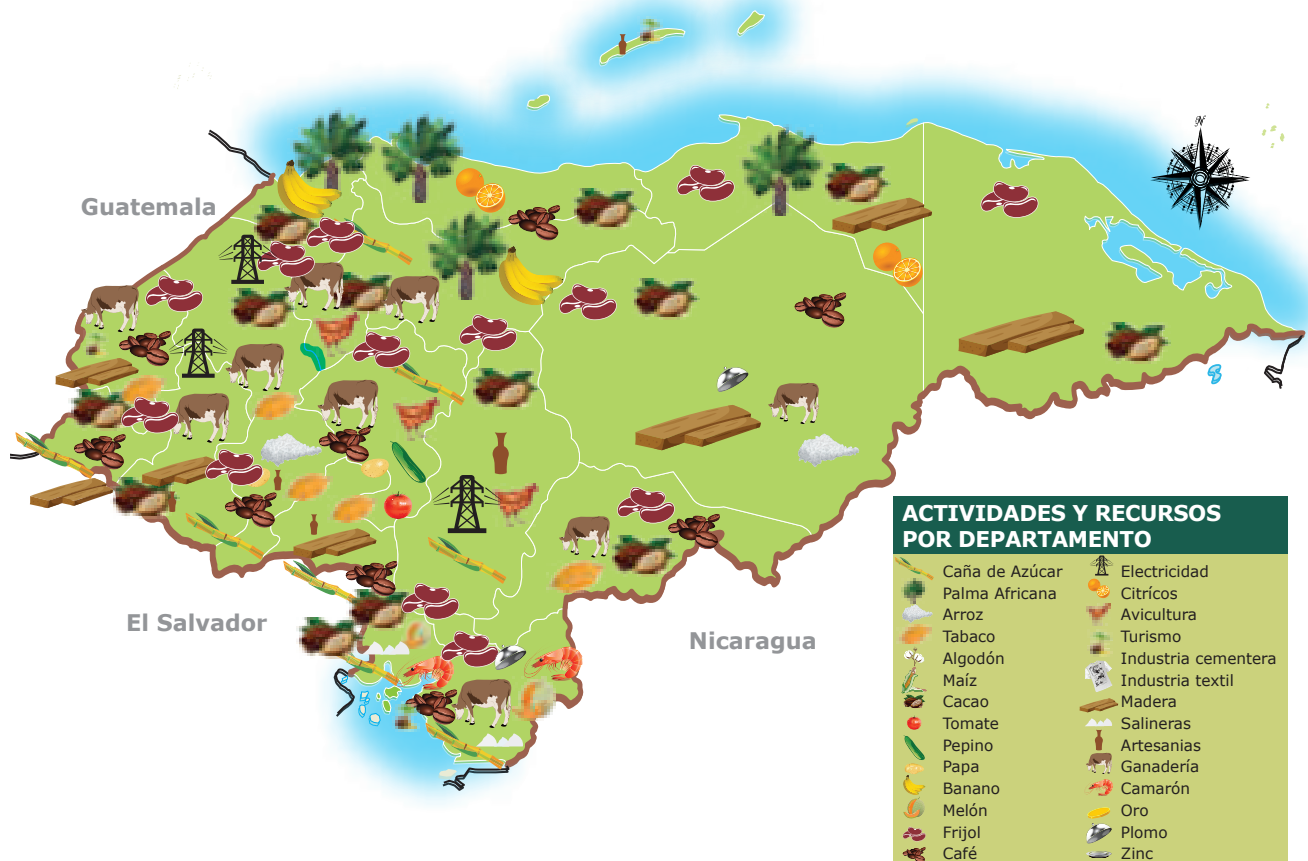 N
Guatemala
El Salvador
Nicaragua
ACTIVIDADES Y RECURSOS
POR DEPARTAMENTO
Caña de Azúcar
Palma Africana
Arroz
Tabaco
Algodón
Maíz
Cacao
Tomate
Pepino
Papa
Banano
Melón
Frijol
Café
Electricidad
Citrícos
Avicultura
Turismo
Industria cementera
Industria textil
Madera
Salineras
Artesanias
Ganadería
Camarón
Oro
Plomo
Zinc